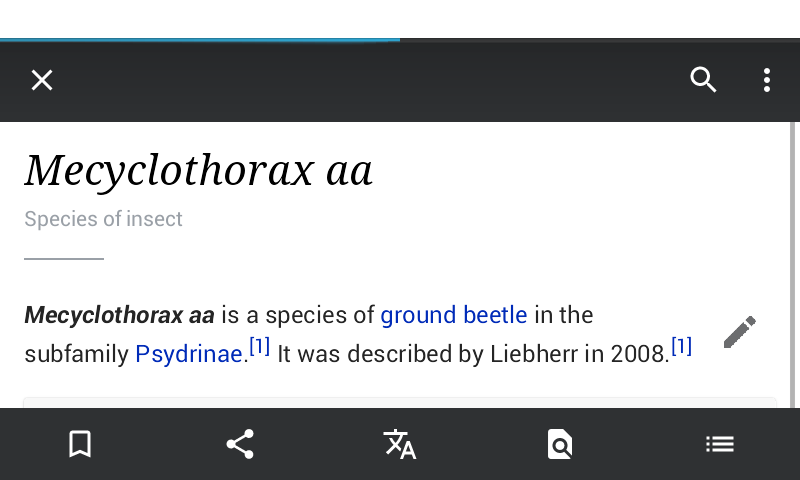 Mecyclothorax aa
Species of insect
Mecyclothorax aa is a species of ground beetle in the
subfamily Psydrinae.[1] It was described by Liebherr in 2008.[1]